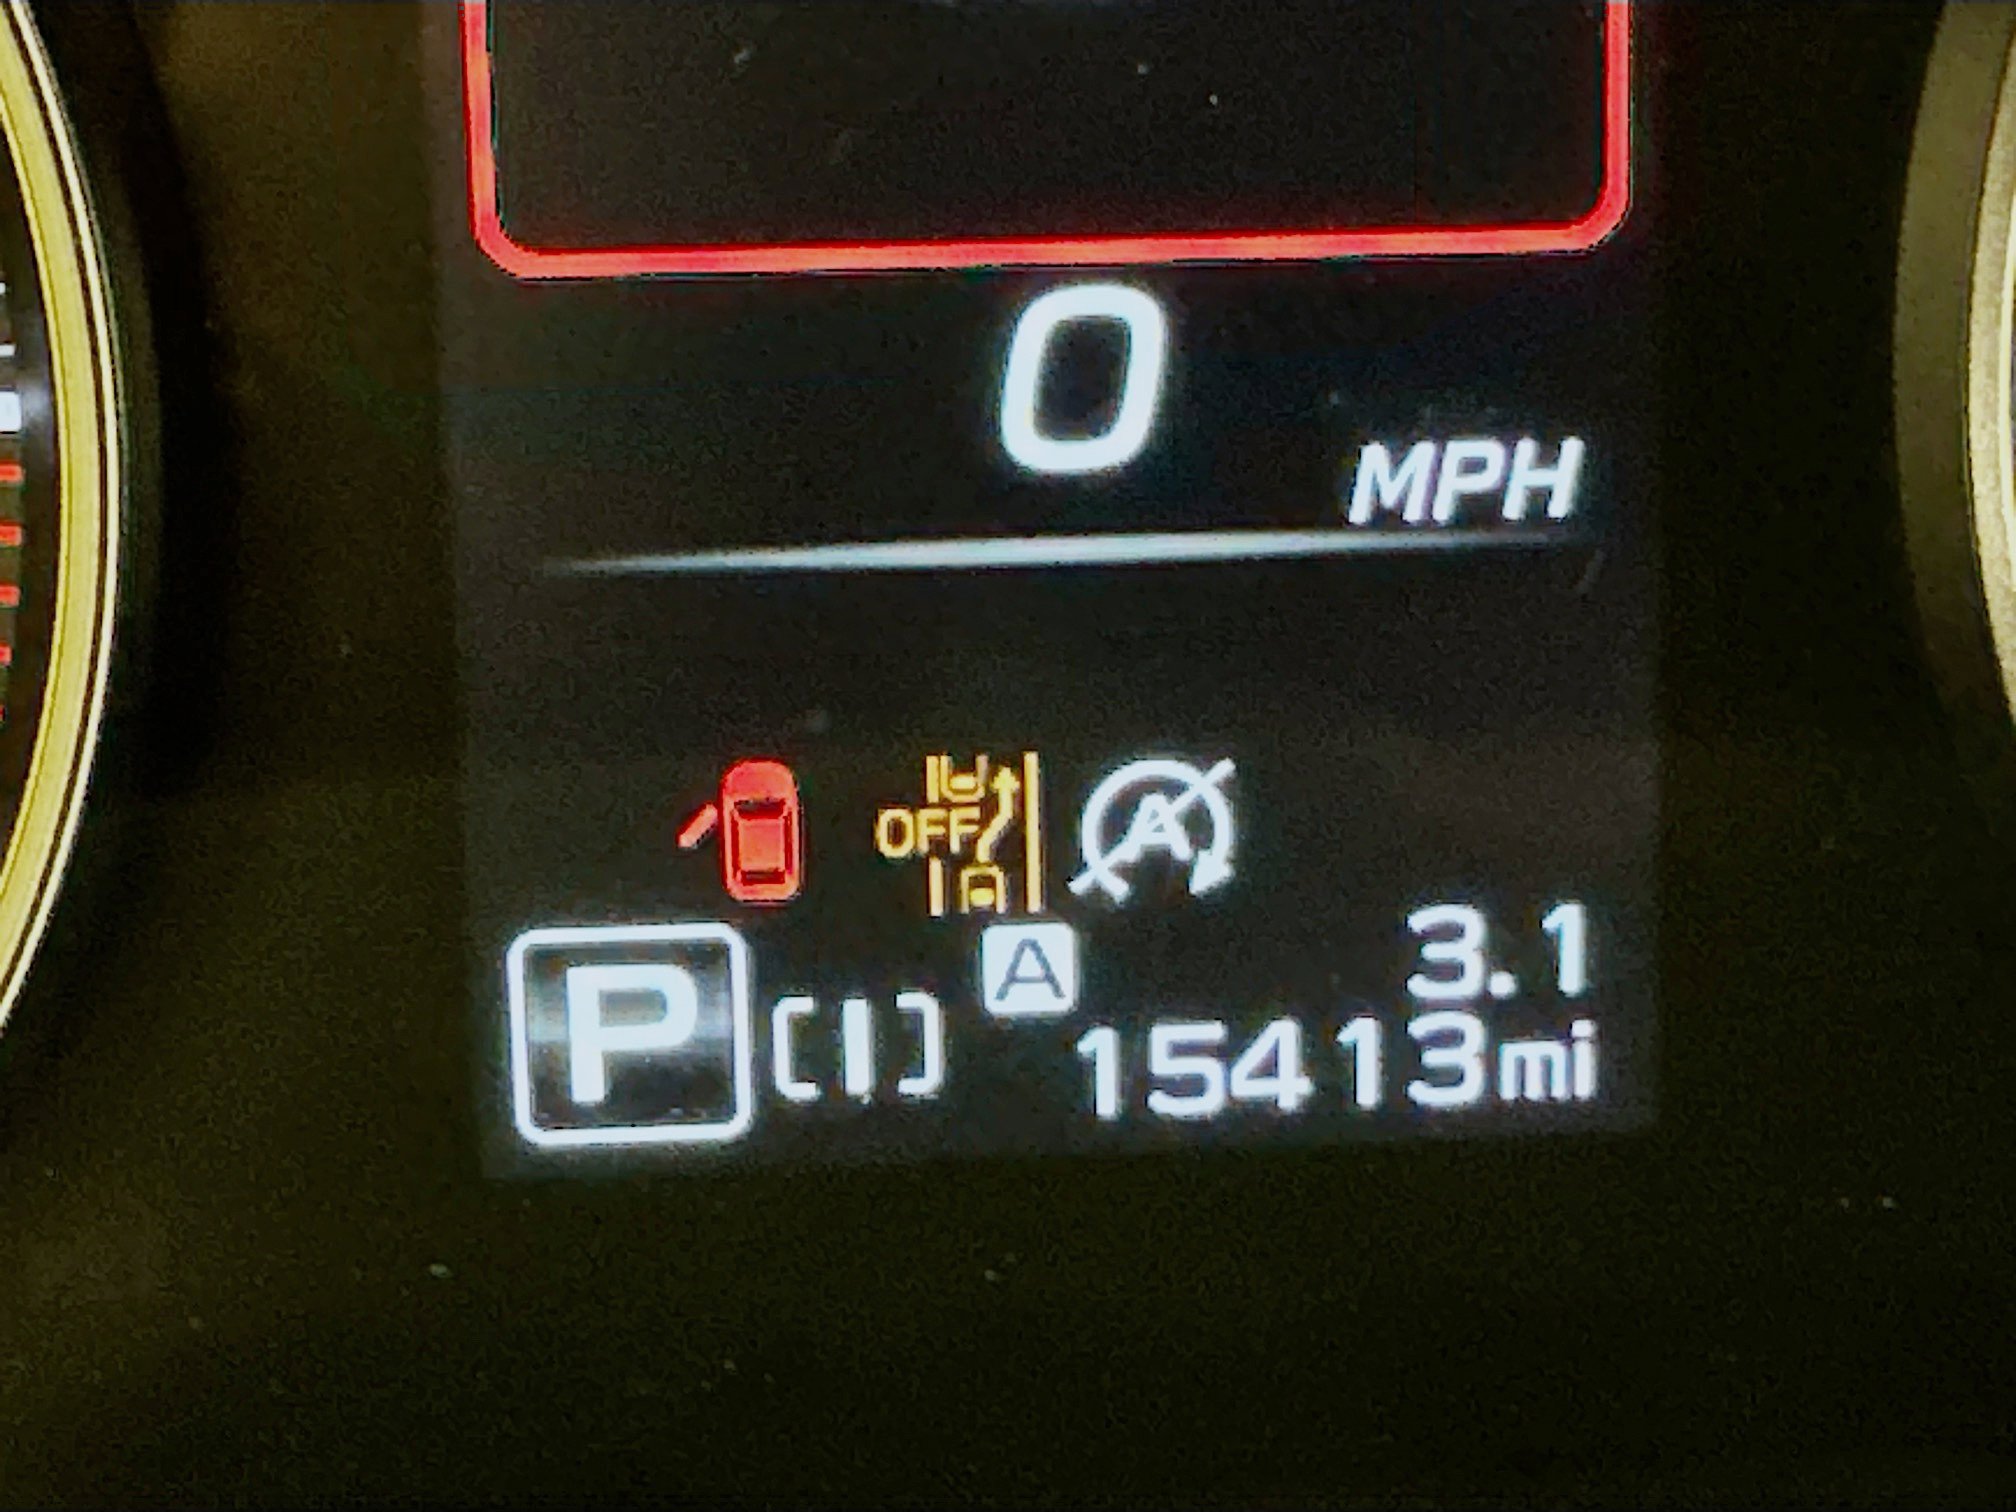 0
MPH
OFF
A
3.1
P [I] A
15413mi